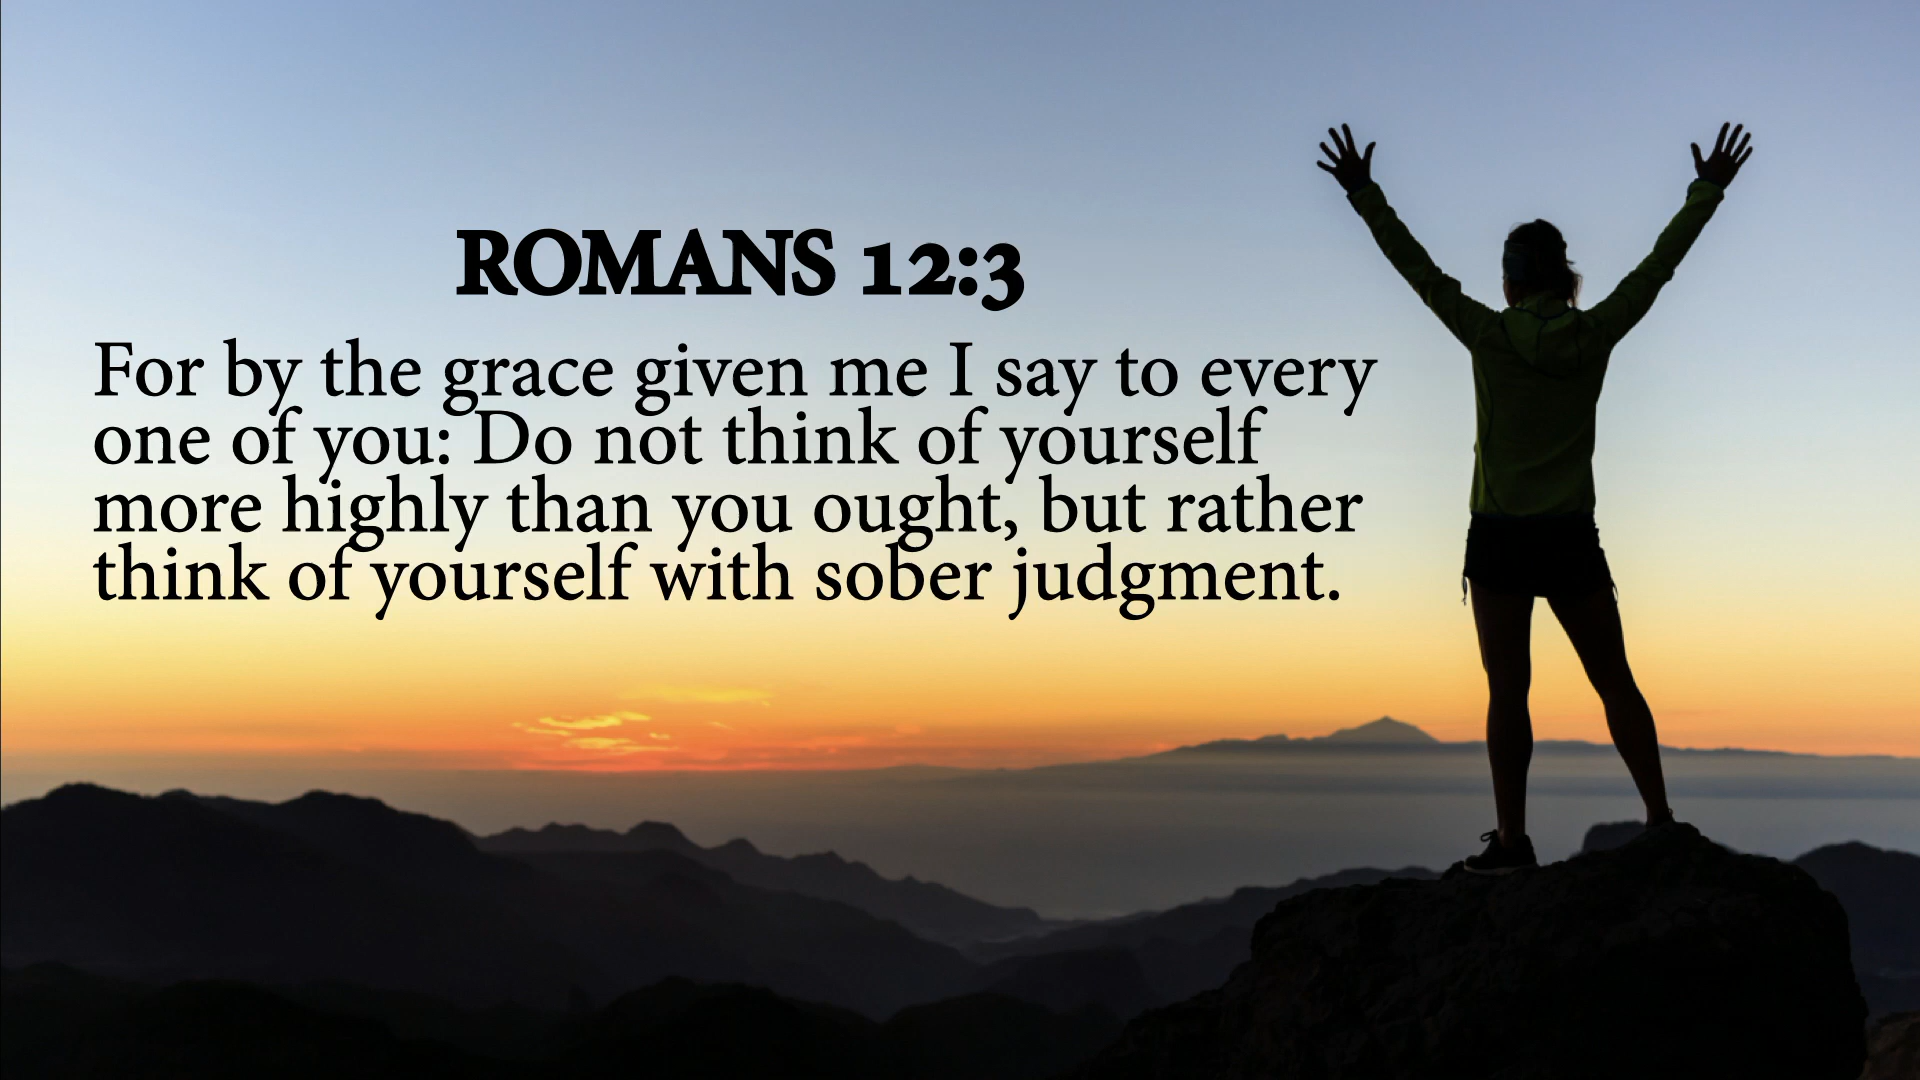 ROMANS 12:3
For by the grace given me I say to every
one of you: Do not think of yourself
more highly than you ought, but rather
think of yourself with sober judgment.